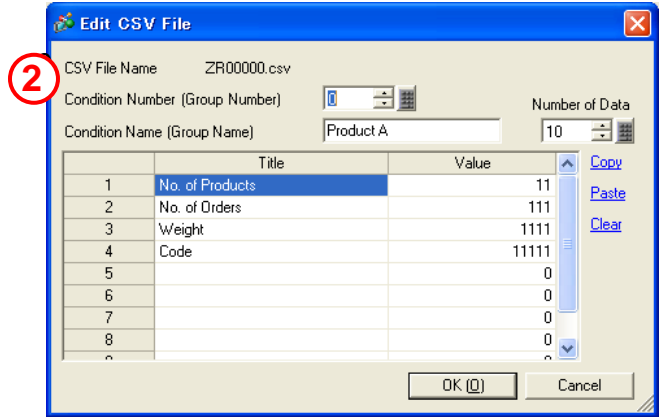 Edit CSV File
2
CSV File Name ZR00000.csv
Condition Number (Group Number) 0
Number of Data
Condition Name (Group Name) Product A 10
Title Value Copy
1 No. of Products 11
Paste
2 No. of Orders 111
3 Weight 1111 Clear
4 Code 11111
5 0
6 0
7 0
8 0
OK (O) Cancel